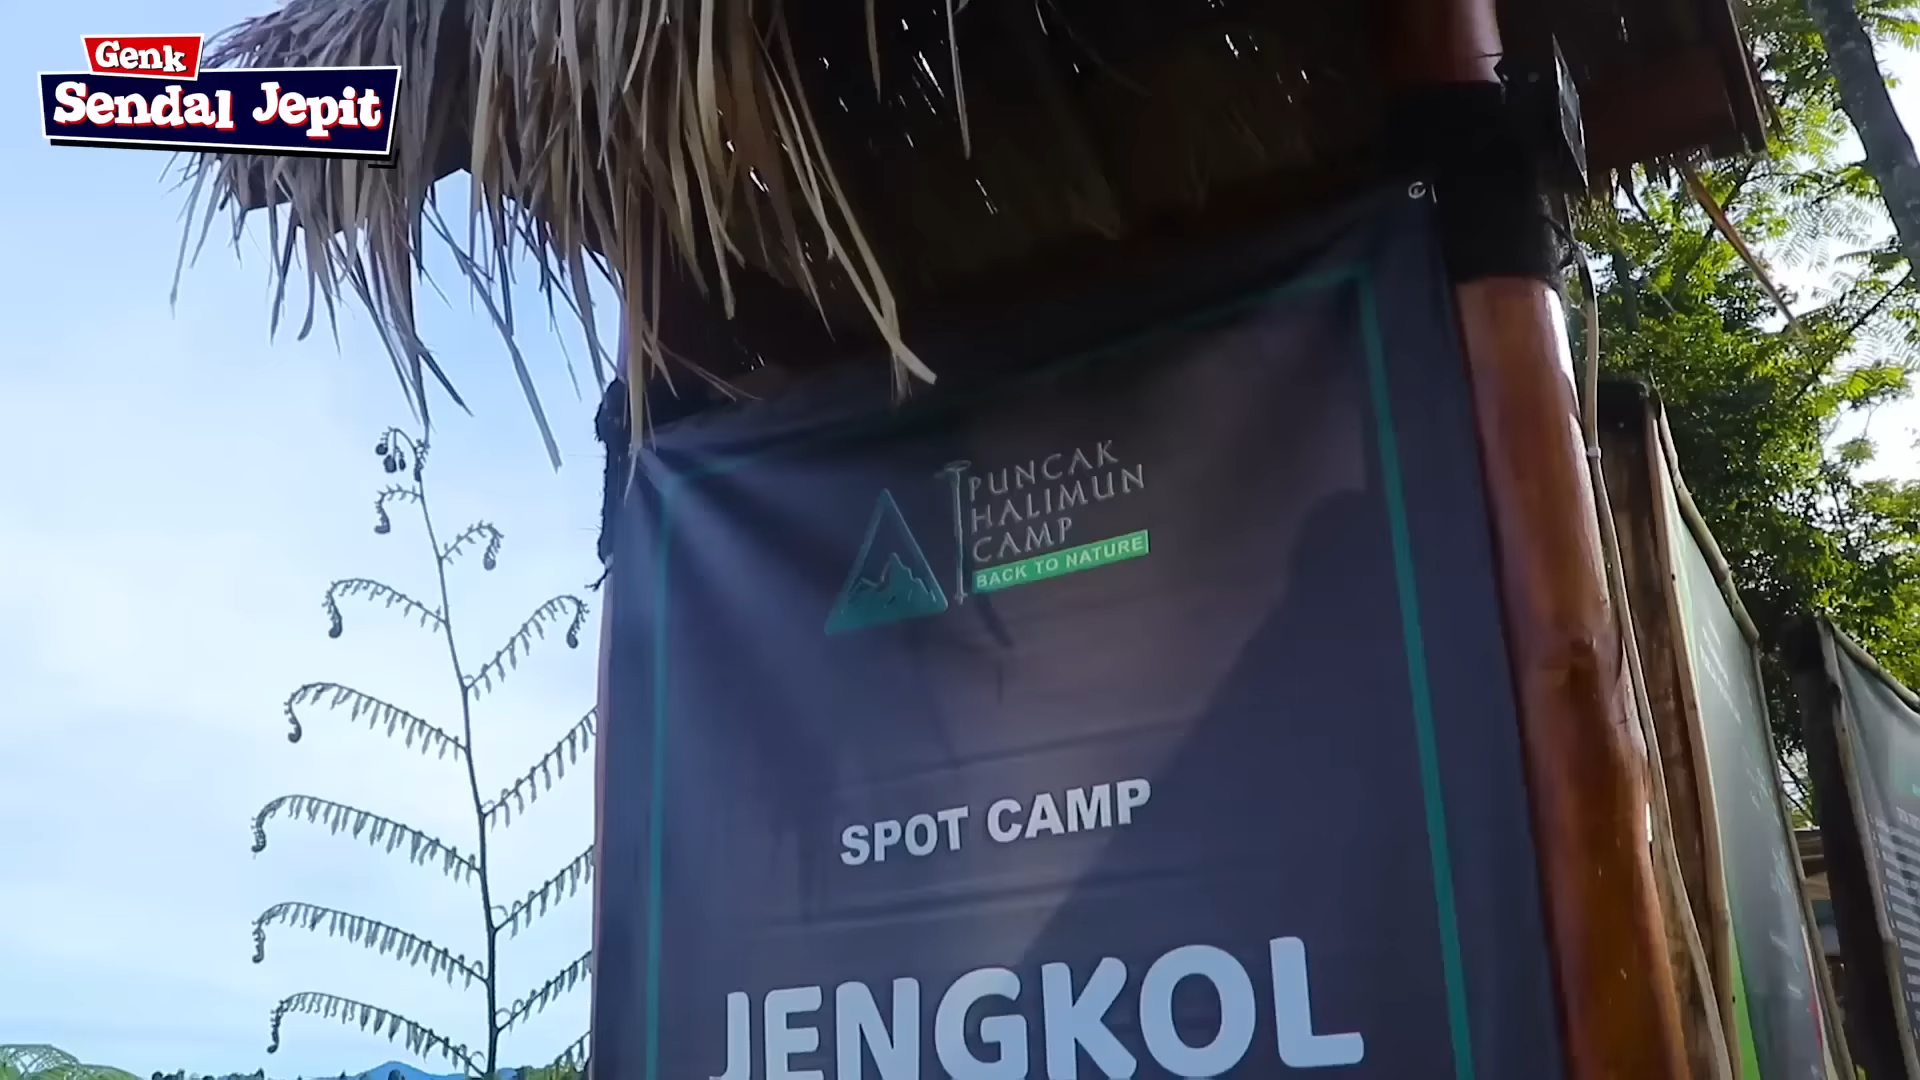 Genk
Sendal Jepit
PUNCAK
HALIMUN
CAMP
BACK TO NATURE
SPOT CAMP
JENGKOL